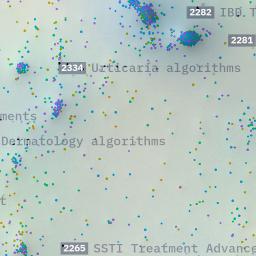 2282 IBD T
2281
2334 Urticaria algorithms
ments
Dermatology algorithms
t
2265 SSTI Treatment Advance